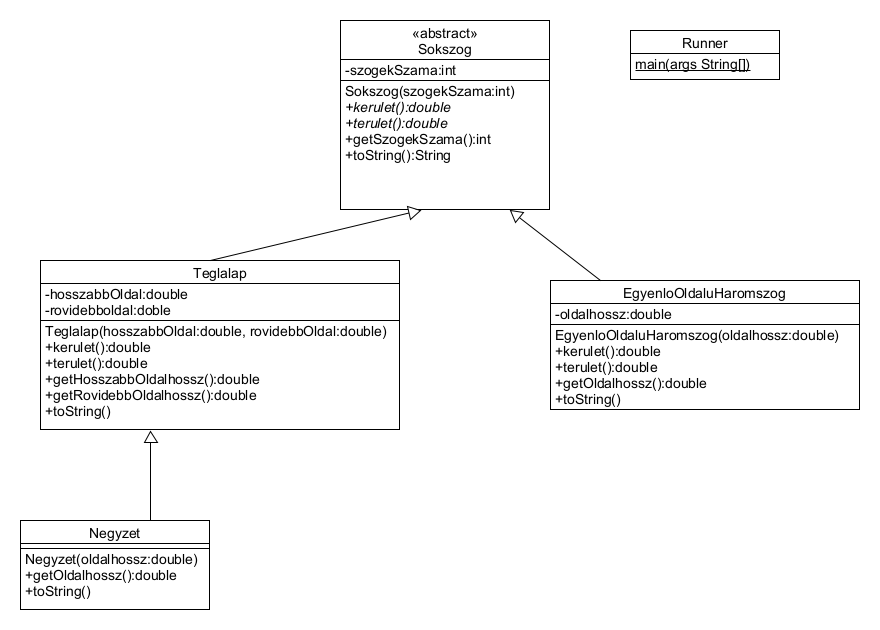 «abstract»
Sokszog
-szogekSzama:int
Sokszog(szogekSzama:int)
+kerulet():double
+terulet():double
+getSzogekSzama():int
+toString():String
Runner
main(args String[])
Teglalap
-hosszabbOldal:double
-rovidebboldal:doble
Teglalap(hosszabbOldal:double, rovidebbOldal:double)
+kerulet():double
+terulet():double
+getHosszabbOldalhossz():double
+getRovidebbOldalhossz():double
+toString()
EgyenloOldaluHaromszog
-oldalhossz:double
EgyenloOldaluHaromszog(oldalhossz:double)
+kerulet():double
+terulet():double
+getOldalhossz():double
+toString()
Negyzet
Negyzet(oldalhossz:double)
+getOldalhossz():double
+toString()